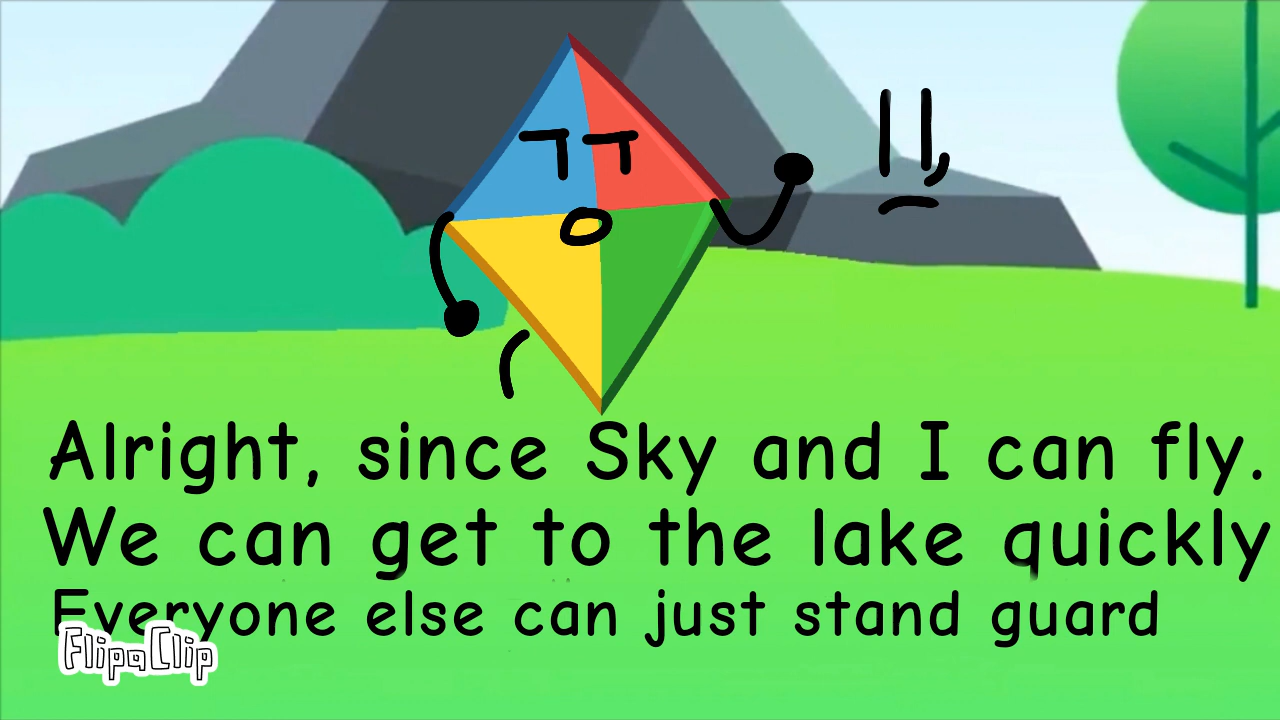 Alright, since Sky and I can fly.
We can get to the lake quickly
Everyone else can just stand guard
FlipaClip